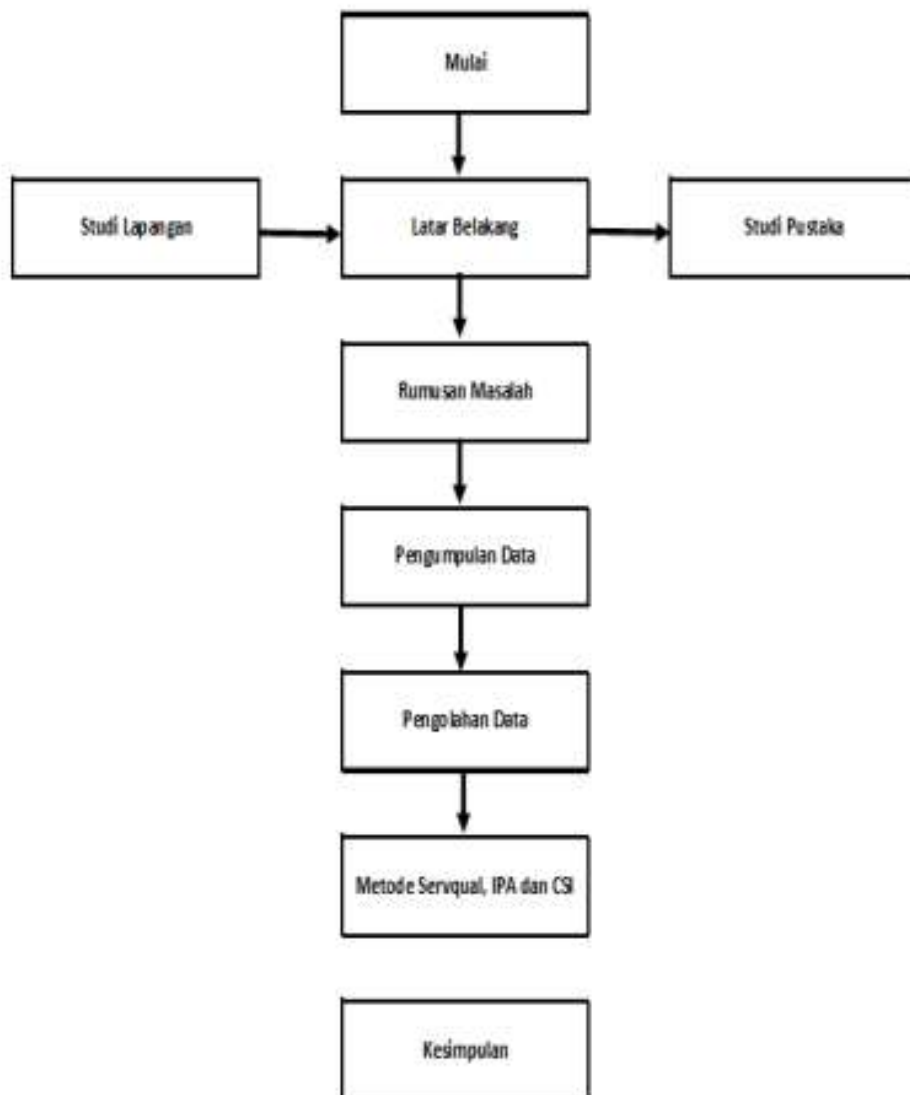 Mulai
Studi Lapangan
Latar Belakang
Studi Pustaka
Rumusan Masalah
Pengumpulan Data
Pengolahan Data
Metode Servqual, IPA dan CSI
Kesimpulan